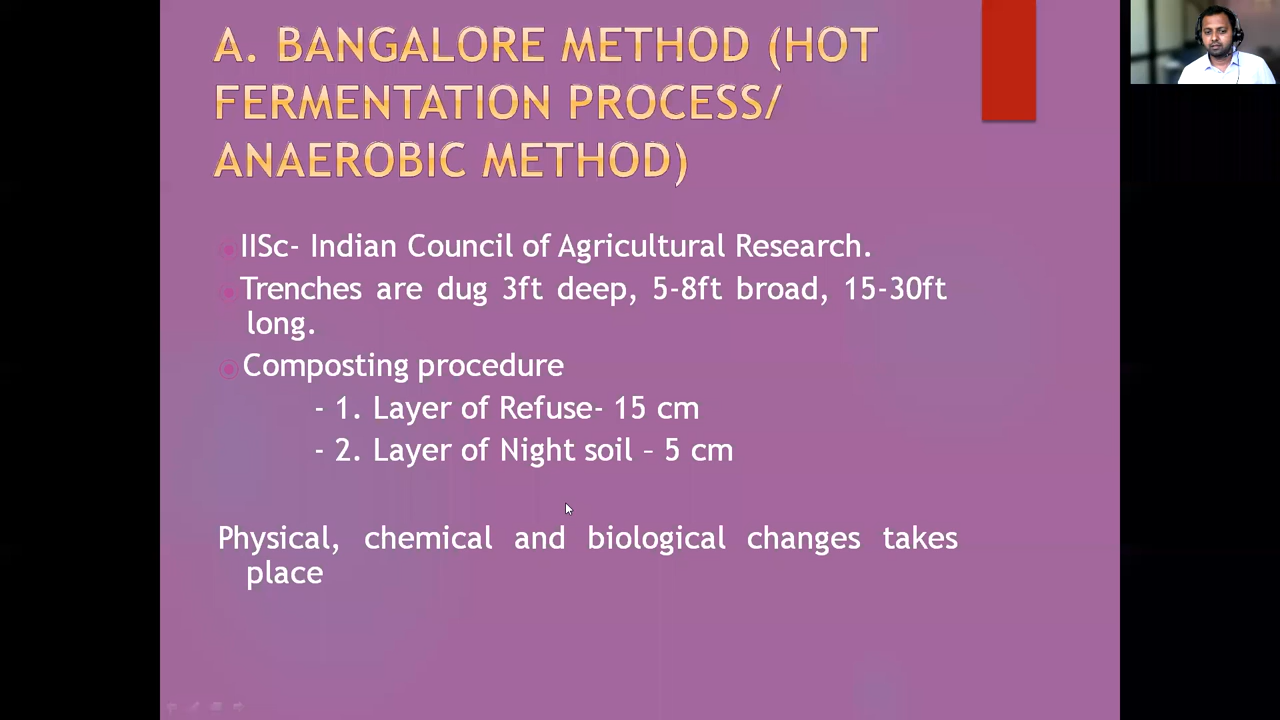 A. BANGALORE METHOD (HOT
FERMENTATION PROCESS/
ANAEROBIC METHOD)
IISc- Indian Council of Agricultural Research.
Trenches are dug 3ft deep, 5-8ft broad, 15-30ft
long.
Composting procedure
- 1. Layer of Refuse- 15 cm
- 2. Layer of Night soil – 5 cm
Physical, chemical and biological changes takes
place